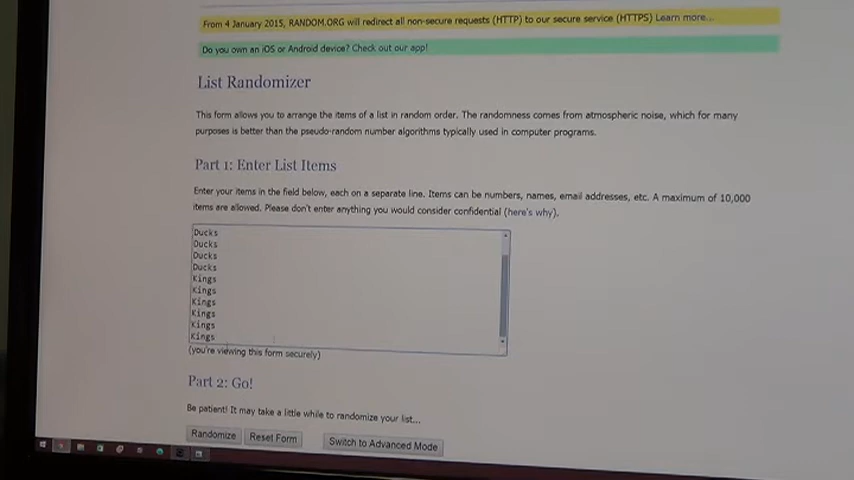 From 4 January 2015, RANDOM.ORG will redirect all non-secure requests (HTTP) to our secure service (HTTPS) Learn more...
Do you own an iOS or Android device? Check out our app!
List Randomizer
This form allows you to arrange the items of a list in random order. The randomness comes from atmospheric noise, which for many
purposes is better than the pseudo-random number algorithms typically used in computer programs.
Part 1: Enter List Items
Enter your items in the field below, each on a separate line. Items can be numbers, names, email addresses, etc. A maximum of 10,000
items are allowed. Please don't enter anything you would consider confidential (here's why).
Ducks
Ducks
Ducks
Ducks
Kings
Kings
Kings
Kings
Kings
Kings
(you're viewing this form securely)
Part 2: Go!
Be patient! It may take a little while to randomize your list...
Randomize Reset Form Switch to Advanced Mode